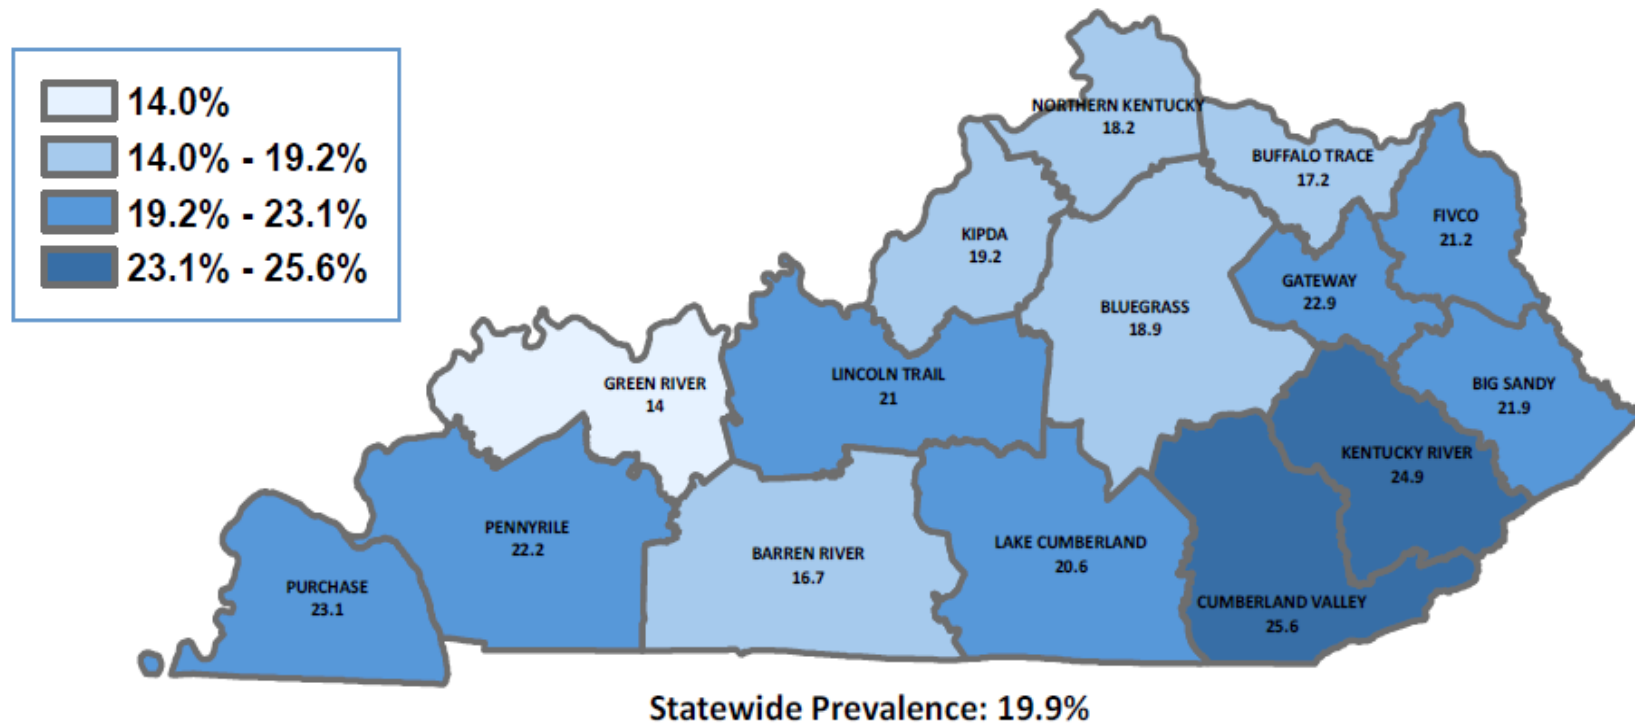 14.0%
14.0% - 19.2%
19.2% - 23.1%
23.1% - 25.6%
NORTHERN KENTUCKY
18.2
BUFFALO TRACE
17.2
FIVCO
21.2
KIPDA
19.2
GATEWAY
22.9
BLUEGRASS
18.9
LINCOLN TRAIL
21
GREEN RIVER
14
BIG SANDY
21.9
KENTUCKY RIVER
24.9
PENNYRILE
22.2
BARREN RIVER
16.7
LAKE CUMBERLAND
20.6
PURCHASE
23.1
CUMBERLAND VALLEY
25.6
Statewide Prevalence: 19.9%